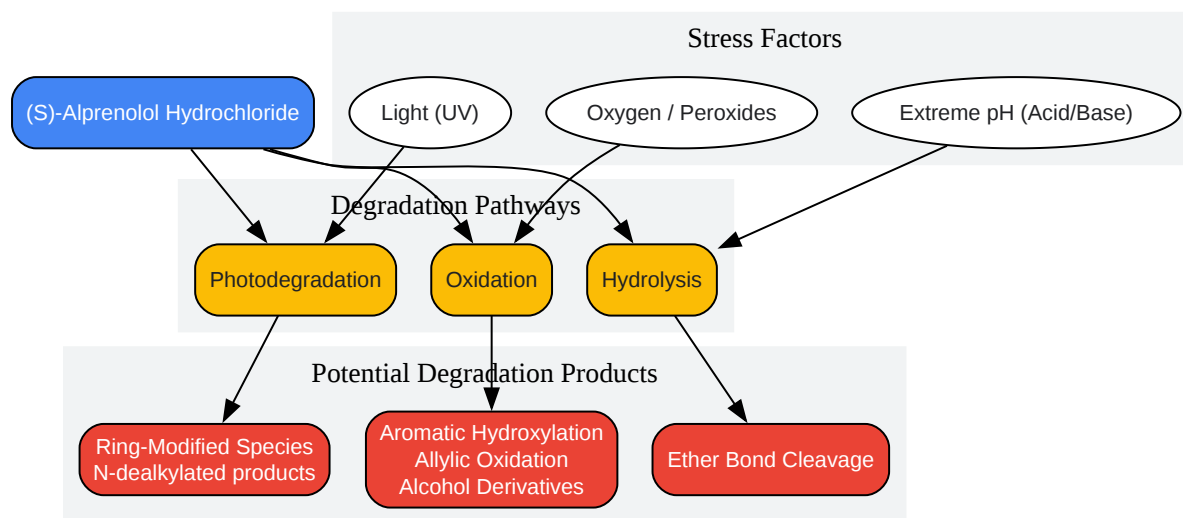 Stress Factors
(S)-Alprenolol Hydrochloride
Light (UV)
Oxygen / Peroxides
Extreme pH (Acid/Base)
Degradation Pathways
Photodegradation
Oxidation
Hydrolysis
Potential Degradation Products
Ring-Modified Species
N-dealkylated products
Aromatic Hydroxylation
Allylic Oxidation
Alcohol Derivatives
Ether Bond Cleavage